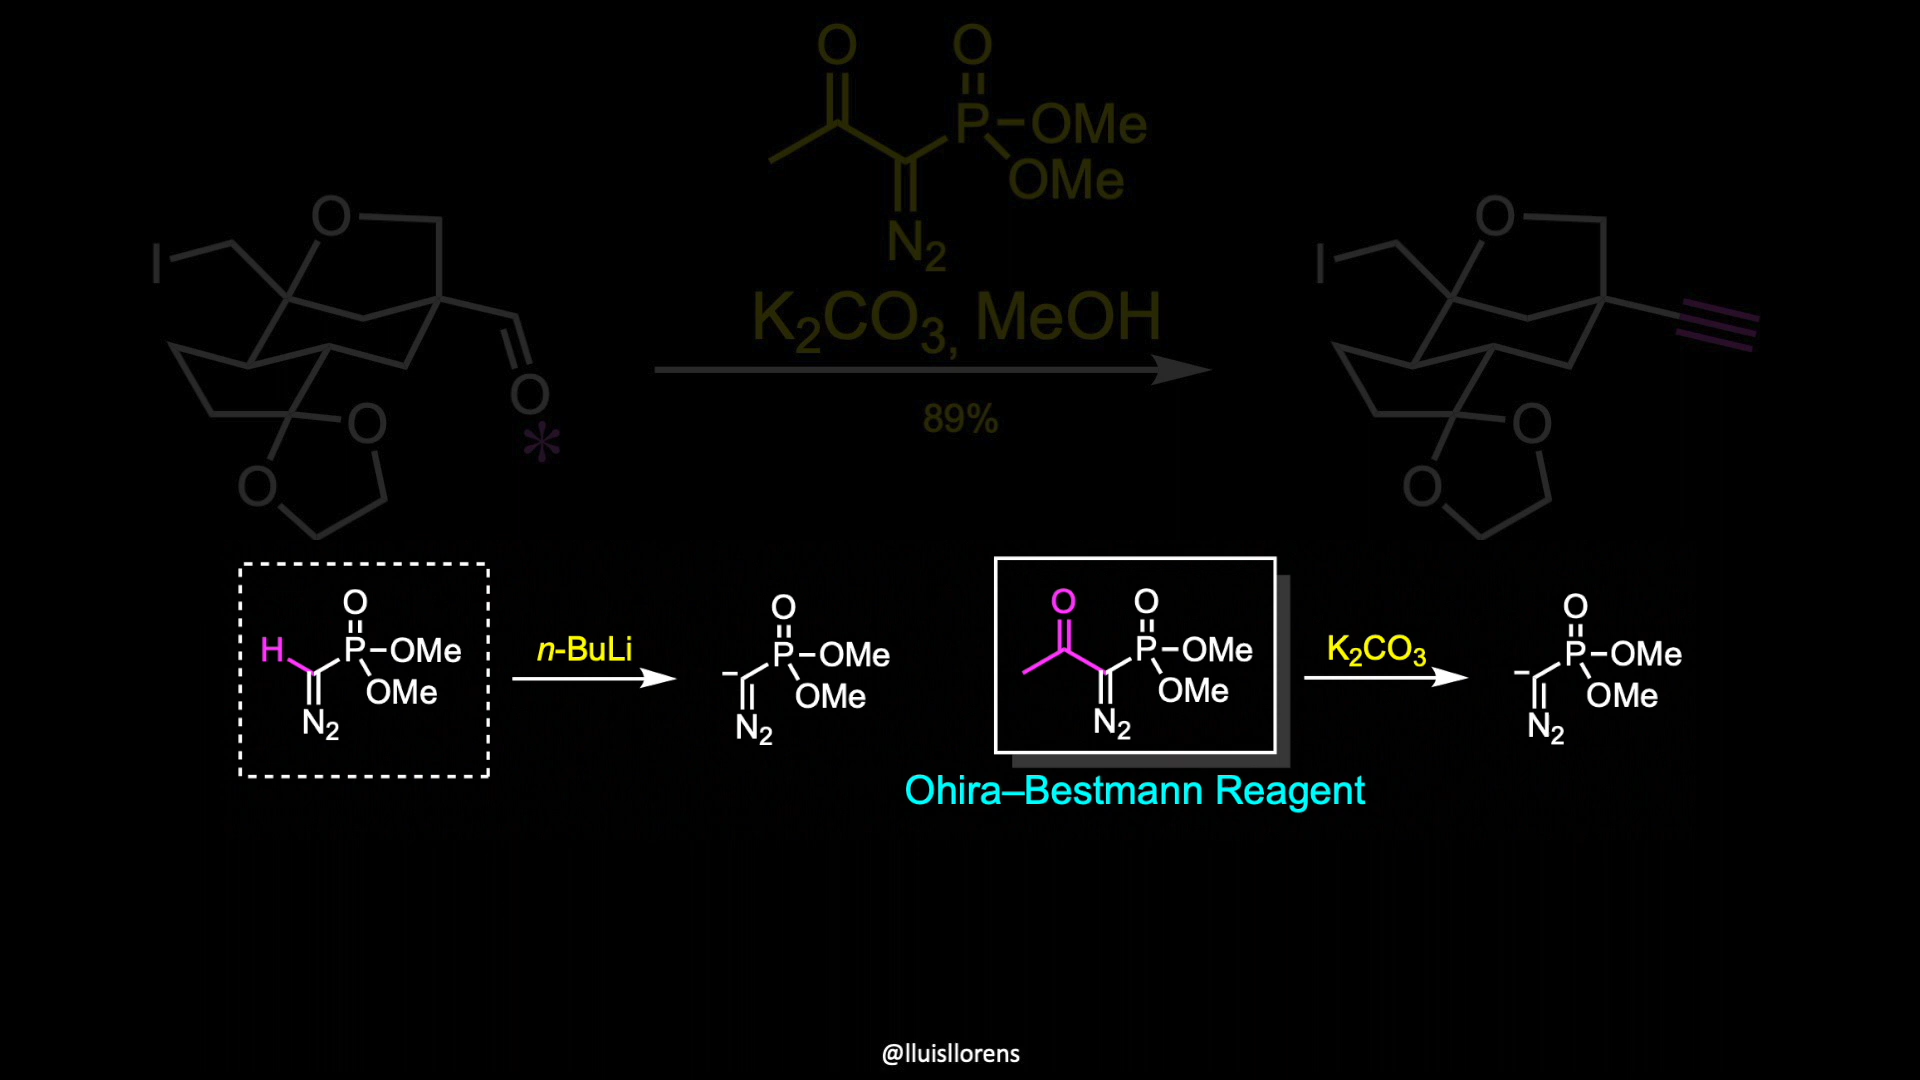 O
O
P–OMe
OMe
N2
O
I
O
O
O
K2CO3, MeOH
89%
*
O
I
O
O
O
H
P–OMe
OMe
N2
n-BuLi
O
–
P–OMe
OMe
N2
O
O
P–OMe
OMe
N2
K2CO3
O
–
P–OMe
OMe
N2
Ohira–Bestmann Reagent
@lluisllorens